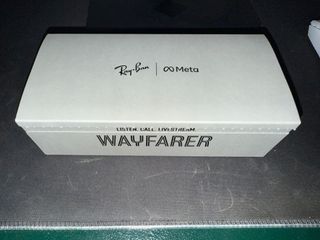 Ray-Ban | ∞ Meta
LISTEN. CALL. LIVESTREAM.
WAYFARER